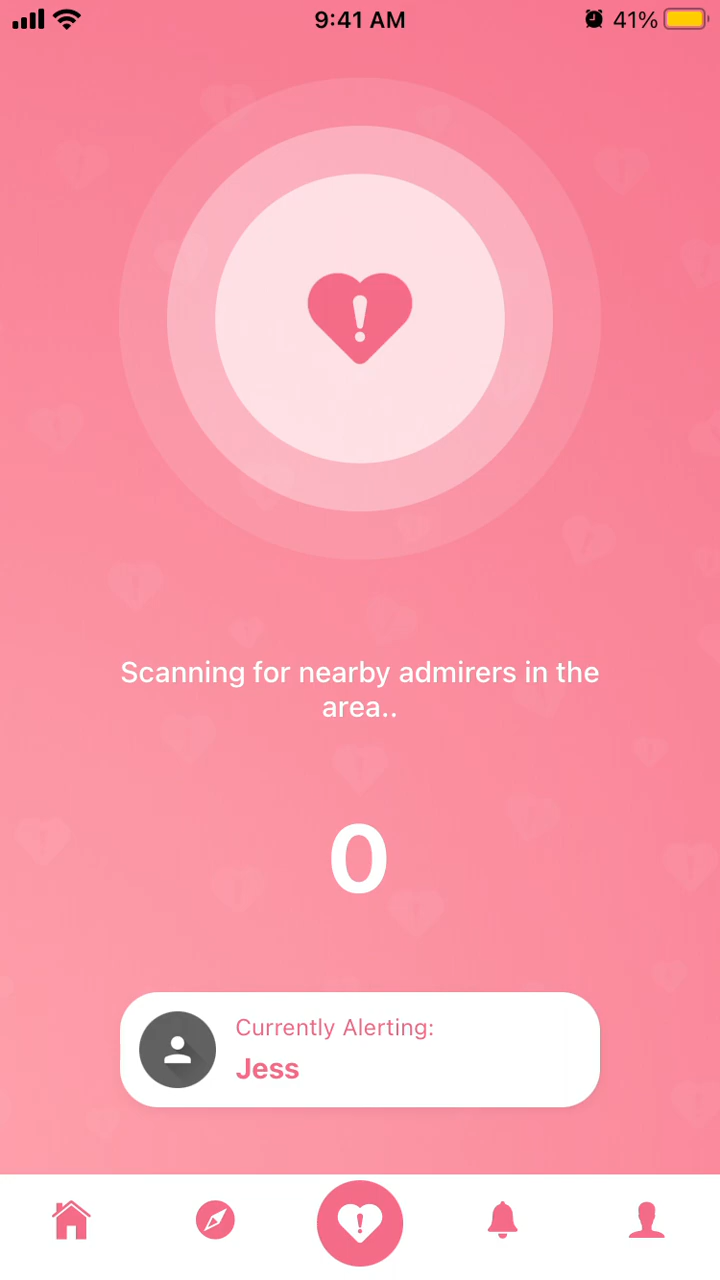 9:41 AM
41%
Scanning for nearby admirers in the
area..
0
Currently Alerting:
Jess